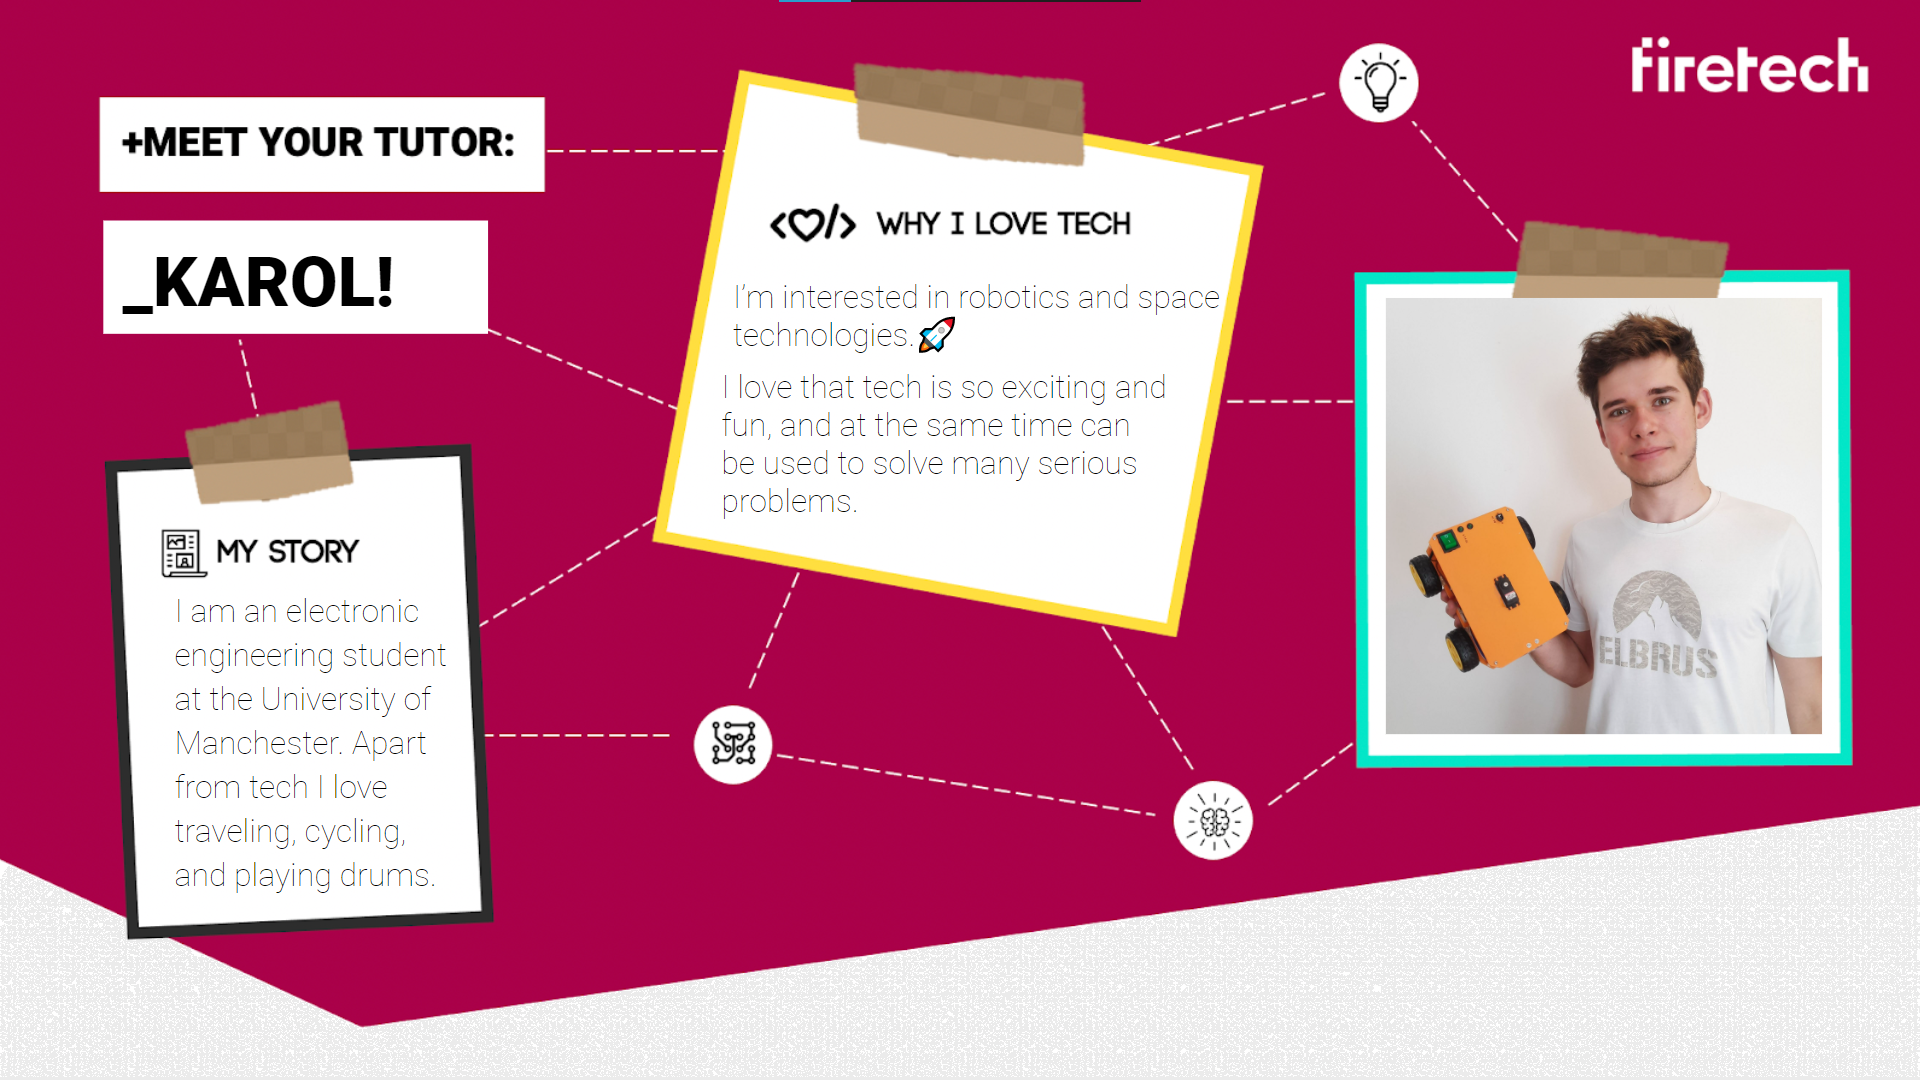 firetech
+MEET YOUR TUTOR:
_KAROL!
WHY I LOVE TECH
I’m interested in robotics and space
technologies.🚀
I love that tech is so exciting and
fun, and at the same time can
be used to solve many serious
problems.
MY STORY
I am an electronic
engineering student
at the University of
Manchester. Apart
from tech I love
traveling, cycling,
and playing drums.
ELBRUS